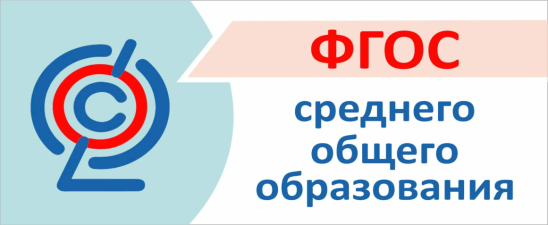 ФГОС
среднего
общего
образования